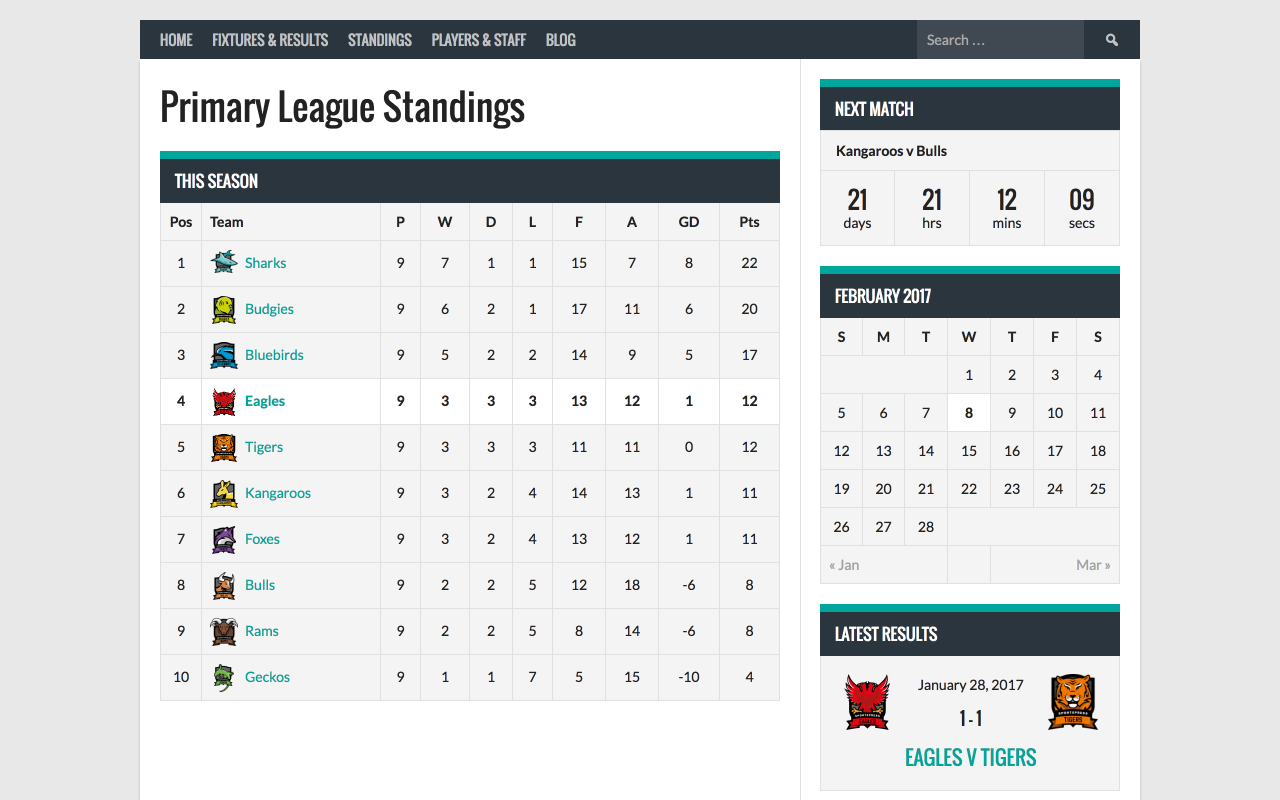 HOME FIXTURES & RESULTS STANDINGS PLAYERS & STAFF BLOG Search …
Primary League Standings
THIS SEASON
Pos Team P W D L F A GD Pts
1 Sharks 9 7 1 1 15 7 8 22
2 Budgies 9 6 2 1 17 11 6 20
3 Bluebirds 9 5 2 2 14 9 5 17
4 Eagles 9 3 3 3 13 12 1 12
5 Tigers 9 3 3 3 11 11 0 12
6 Kangaroos 9 3 2 4 14 13 1 11
7 Foxes 9 3 2 4 13 12 1 11
8 Bulls 9 2 2 5 12 18 -6 8
9 Rams 9 2 2 5 8 14 -6 8
10 Geckos 9 1 1 7 5 15 -10 4
NEXT MATCH
Kangaroos v Bulls
21 21 12 09
days hrs mins secs
FEBRUARY 2017
S M T W T F S
1 2 3 4
5 6 7 8 9 10 11
12 13 14 15 16 17 18
19 20 21 22 23 24 25
26 27 28
« Jan Mar »
LATEST RESULTS
January 28, 2017
1 - 1
TIGERS
EAGLES V TIGERS